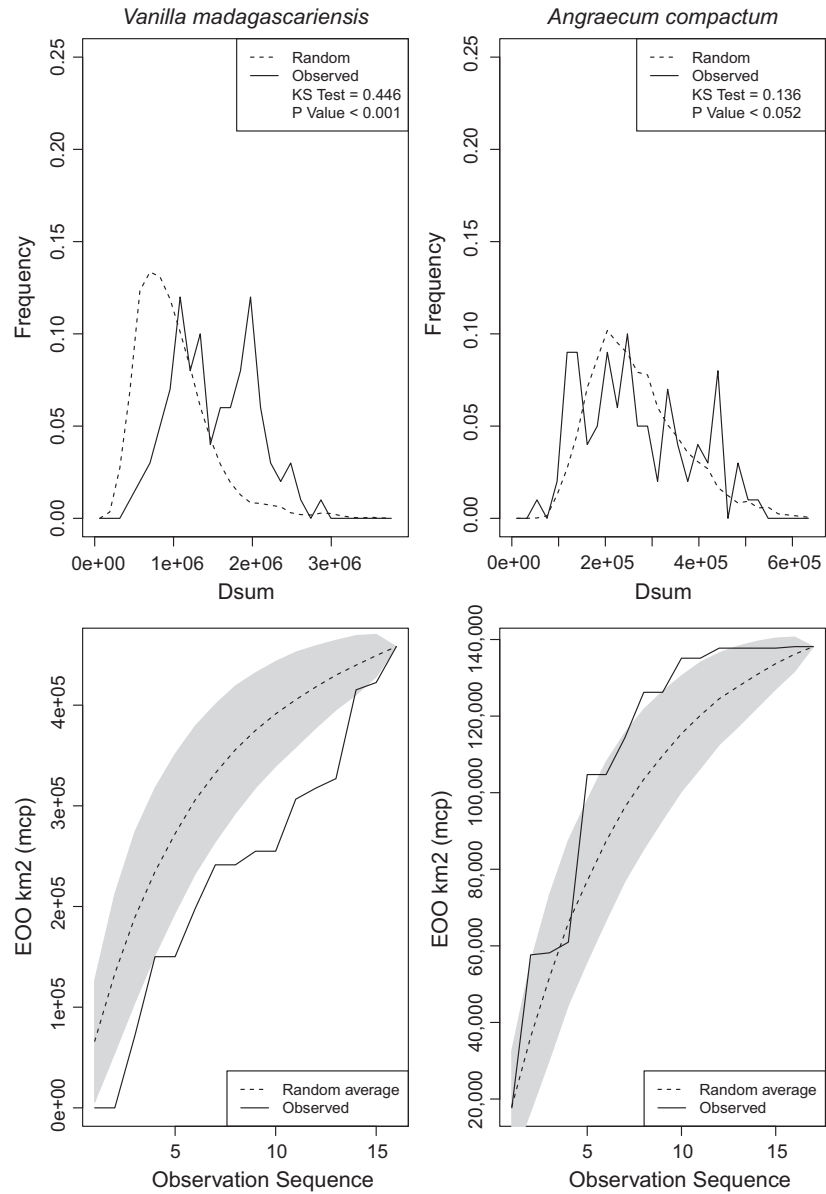 Vanilla madagascariensis
Random
Observed
KS Test = 0.446
P Value < 0.001
Frequency
0.25
0.20
0.15
0.10
0.05
0.00
0e+00 1e+06 2e+06 3e+06
Dsum
Angraecum compactum
Random
Observed
KS Test = 0.136
P Value < 0.052
Frequency
0.25
0.20
0.15
0.10
0.05
0.00
0e+00 2e+05 4e+05 6e+05
Dsum
EOO km2 (mcp)
4e+05
3e+05
2e+05
1e+05
0e+00
Random average
Observed
5 10 15
Observation Sequence
EOO km2 (mcp)
140,000
120,000
100,000
80,000
60,000
40,000
20,000
Random average
Observed
5 10 15
Observation Sequence